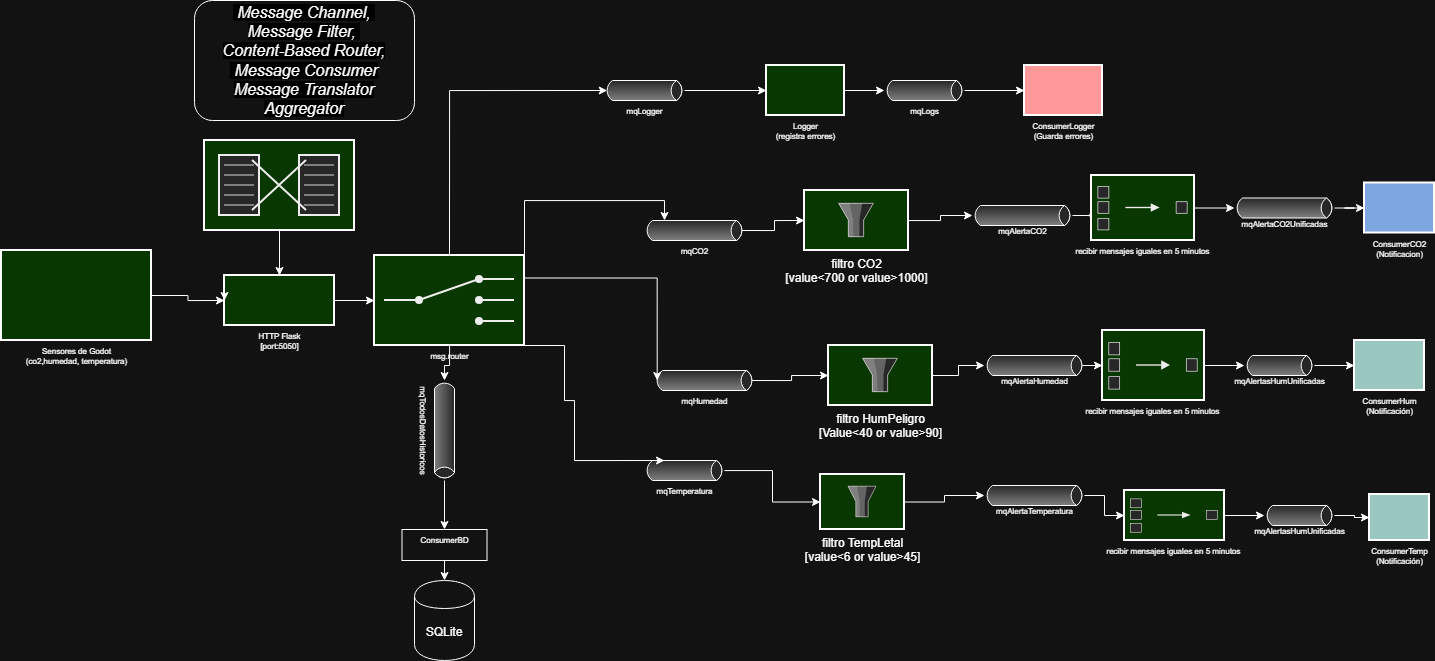 Message Channel,
Message Filter,
Content-Based Router,
Message Consumer
Message Translator
Aggregator
mqLogger
Logger
(registra errores)
mqLogs
ConsumerLogger
(Guarda errores)
Sensores de Godot
(co2,humedad, temperatura)
HTTP Flask
[port:5050]
msg.router
mqCO2
filtro CO2
[value<700 or value>1000]
mqAlertaCO2
recibir mensajes iguales en 5 minutos
mqAlertaCO2Unificadas
ConsumerCO2
(Notificacion)
mqHumedad
filtro HumPeligro
[Value<40 or value>90]
mqAlertaHumedad
recibir mensajes iguales en 5 minutos
mqAlertasHumUnificadas
ConsumerHum
(Notificación)
mqTemperatura
filtro TempLetal
[value<6 or value>45]
mqAlertaTemperatura
recibir mensajes iguales en 5 minutos
mqAlertasHumUnificadas
ConsumerTemp
(Notificación)
mqTodosDatosHistoricos
ConsumerBD
SQLite